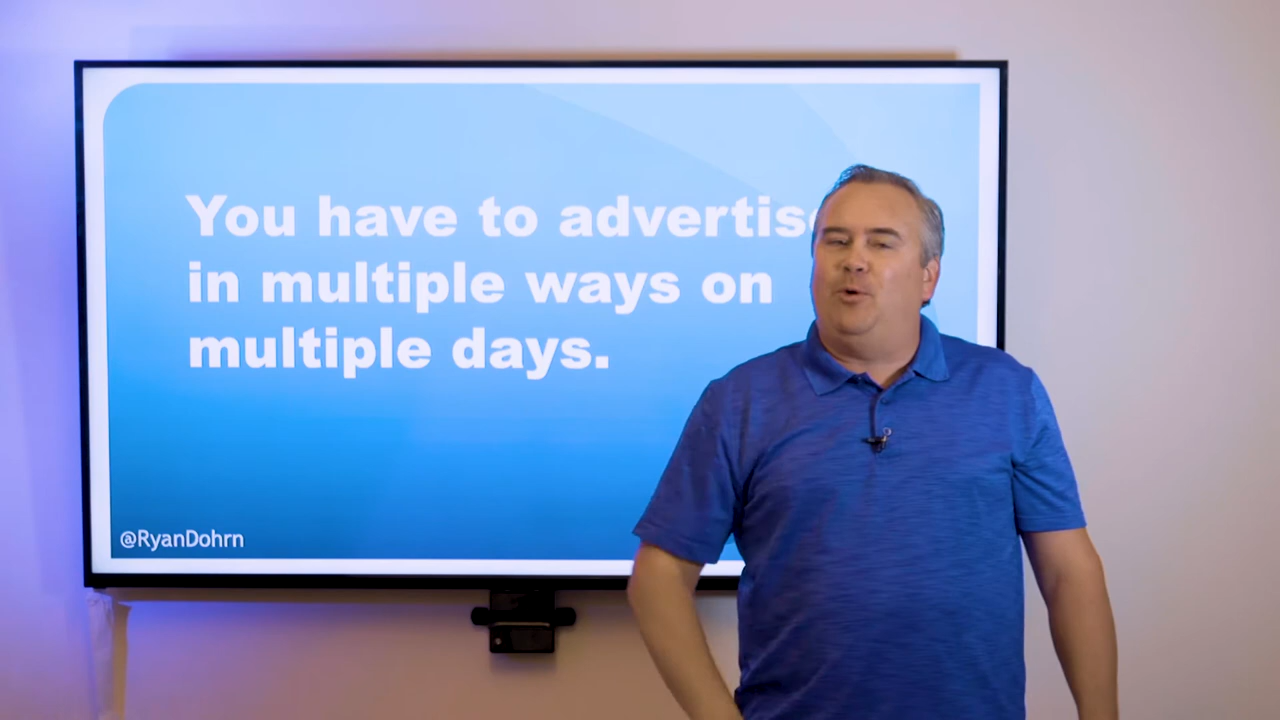 You have to advertise
in multiple ways on
multiple days.
@RyanDohrn